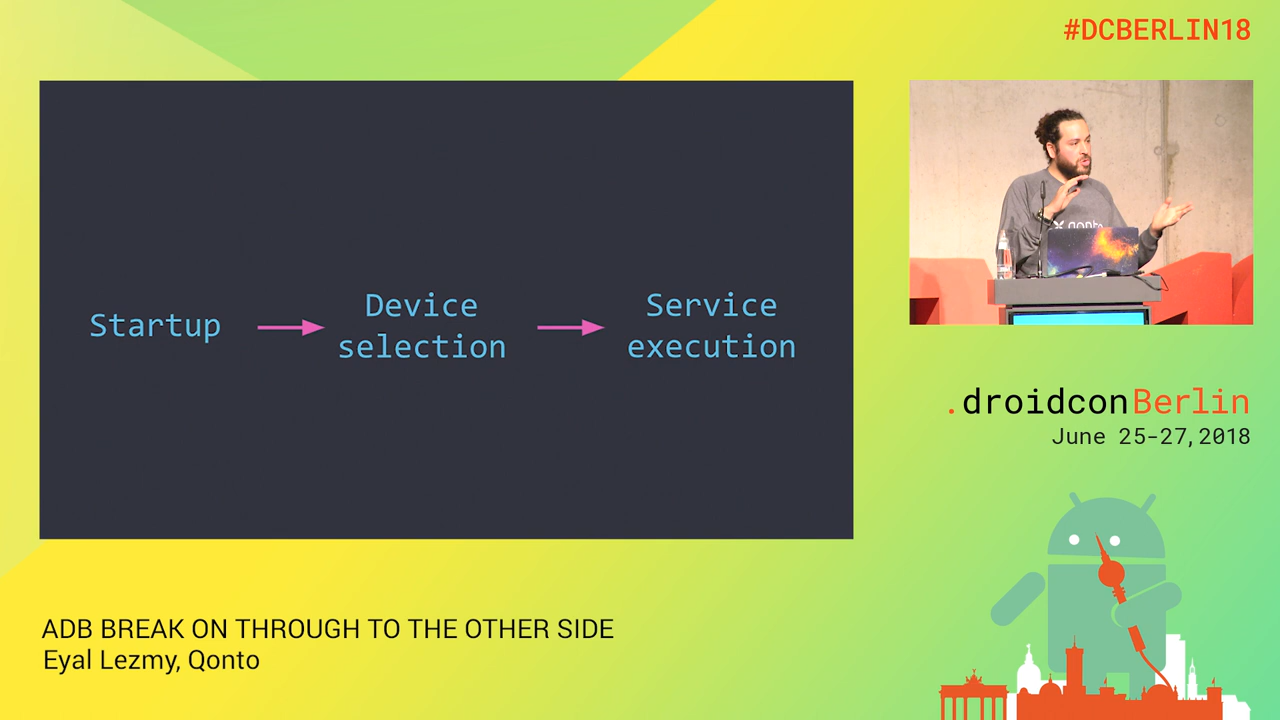 #DCBERLIN18
Startup
Device
selection
Service
execution
qonto
.droidconBerlin
June 25-27, 2018
ADB BREAK ON THROUGH TO THE OTHER SIDE
Eyal Lezmy, Qonto